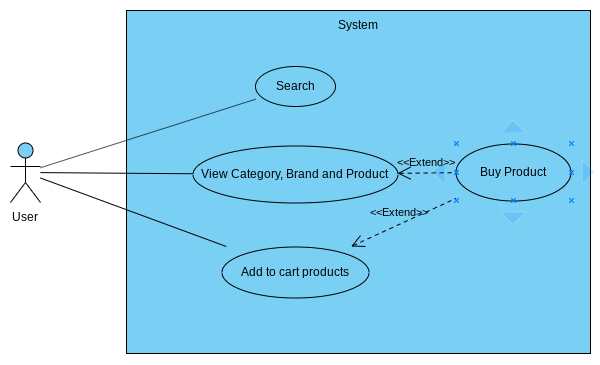 System
Search
<<Extend>>
View Category, Brand and Product
Buy Product
<<Extend>>
User
Add to cart products